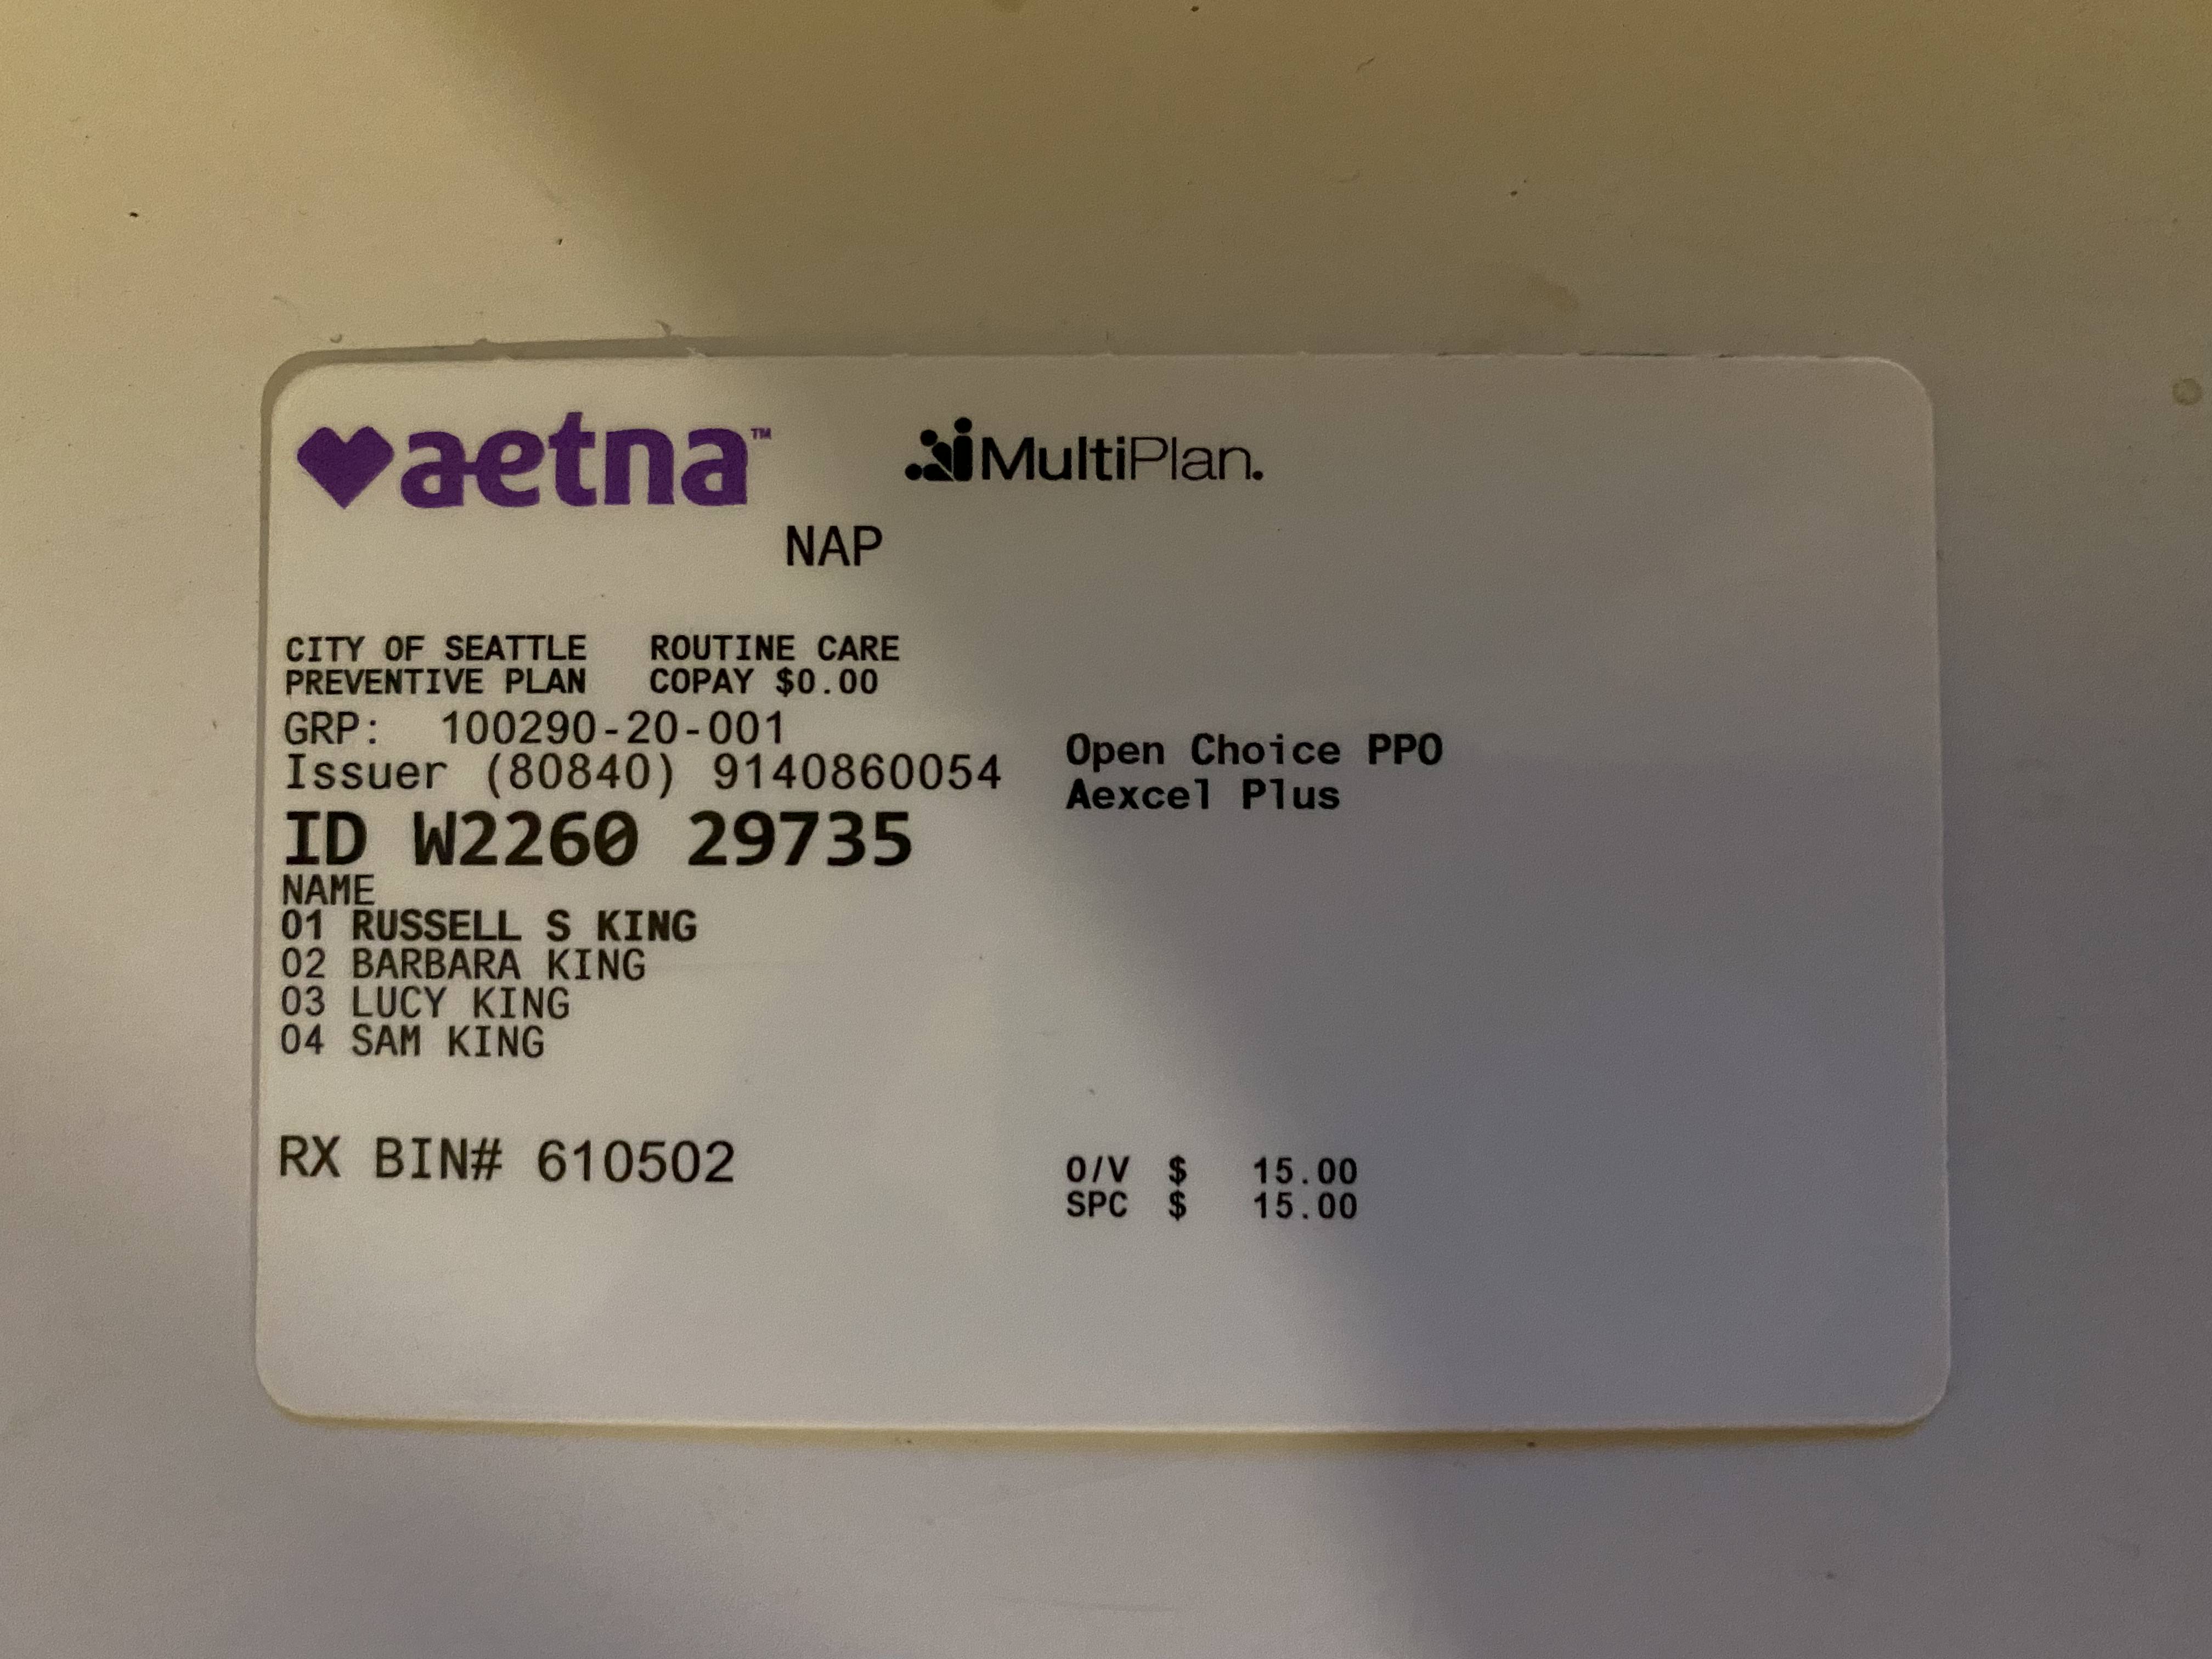 aetna™ MultiPlan.
NAP
CITY OF SEATTLE ROUTINE CARE
PREVENTIVE PLAN COPAY $0.00
GRP: 100290-20-001
Issuer (80840) 9140860054
Open Choice PPO
Aexcel Plus
ID W2260 29735
NAME
01 RUSSELL S KING
02 BARBARA KING
03 LUCY KING
04 SAM KING
RX BIN# 610502
O/V $ 15.00
SPC $ 15.00